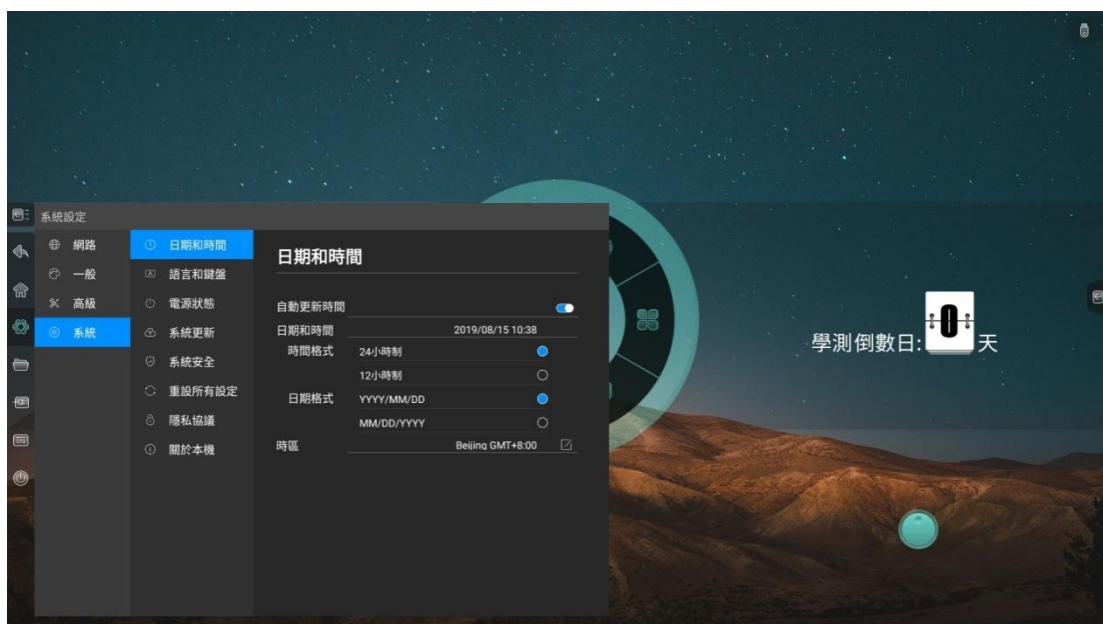 系統設定
網路
一般
高級
系統
日期和時間
語言和鍵盤
電源狀態
系統更新
系統安全
重設所有設定
隱私協議
關於本機
日期和時間
自動更新時間
日期和時間 2019/08/15 10:38
時間格式 24小時制
12小時制
日期格式 YYYY/MM/DD
MM/DD/YYYY
時區 Beijing GMT+8:00
學測倒數日: 0 天